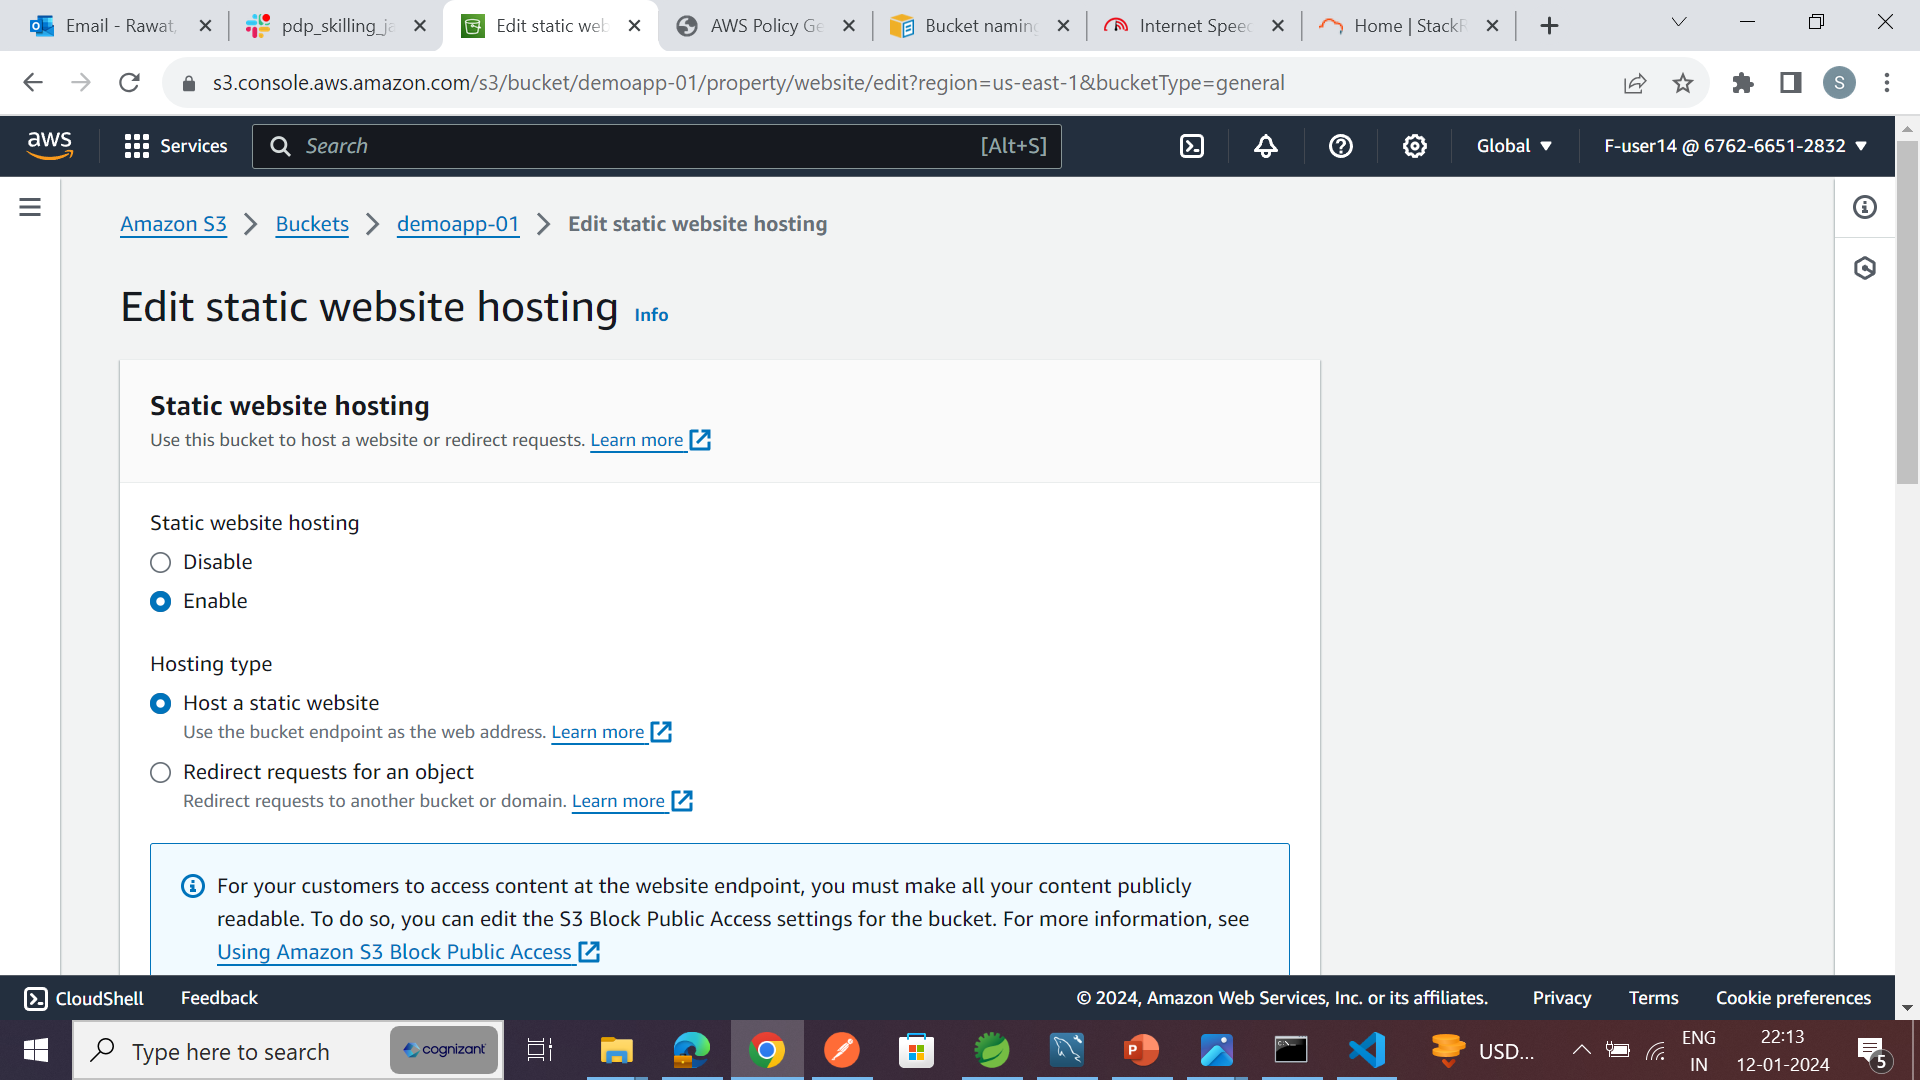 Email - Rawat,
pdp_skilling_ja
Edit static web
AWS Policy Ge
Bucket naming
Internet Speed
Home | StackR
s3.console.aws.amazon.com/s3/bucket/demoapp-01/property/website/edit?region=us-east-1&bucketType=general
S
aws
Services
Search
[Alt+S]
Global
F-user14 @ 6762-6651-2832
Amazon S3
Buckets
demoapp-01
Edit static website hosting
Edit static website hosting Info
Static website hosting
Use this bucket to host a website or redirect requests. Learn more
Static website hosting
Disable
Enable
Hosting type
Host a static website
Use the bucket endpoint as the web address. Learn more
Redirect requests for an object
Redirect requests to another bucket or domain. Learn more
For your customers to access content at the website endpoint, you must make all your content publicly
readable. To do so, you can edit the S3 Block Public Access settings for the bucket. For more information, see
Using Amazon S3 Block Public Access
CloudShell
Feedback
© 2024, Amazon Web Services, Inc. or its affiliates.
Privacy
Terms
Cookie preferences
Type here to search
cognizant
USD...
ENG
IN
22:13
12-01-2024
5